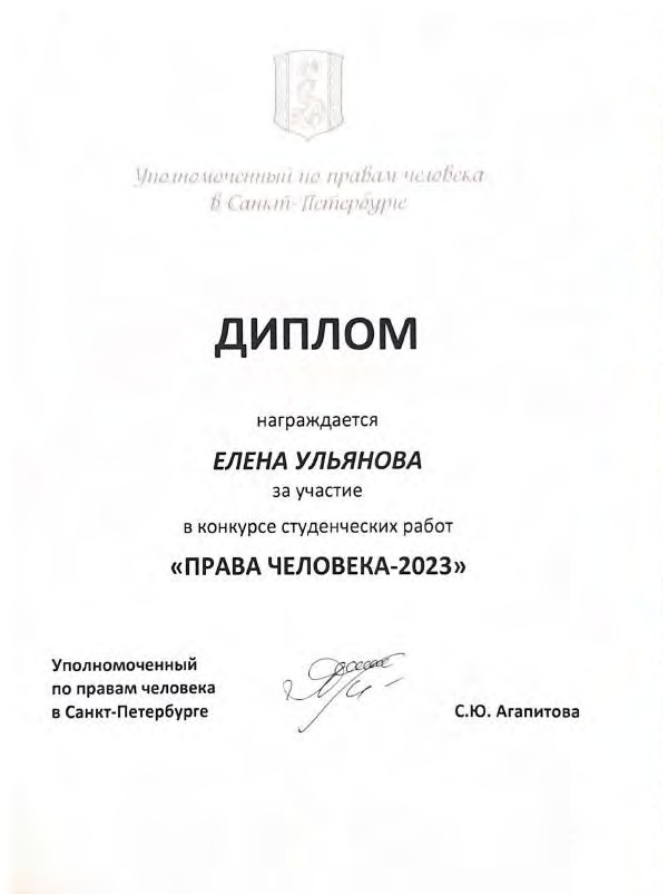 Уполномоченный по правам человека
в Санкт-Петербурге
ДИПЛОМ
награждается
ЕЛЕНА УЛЬЯНОВА
за участие
в конкурсе студенческих работ
«ПРАВА ЧЕЛОВЕКА-2023»
Уполномоченный
по правам человека
в Санкт-Петербурге
С.Ю. Агапитова